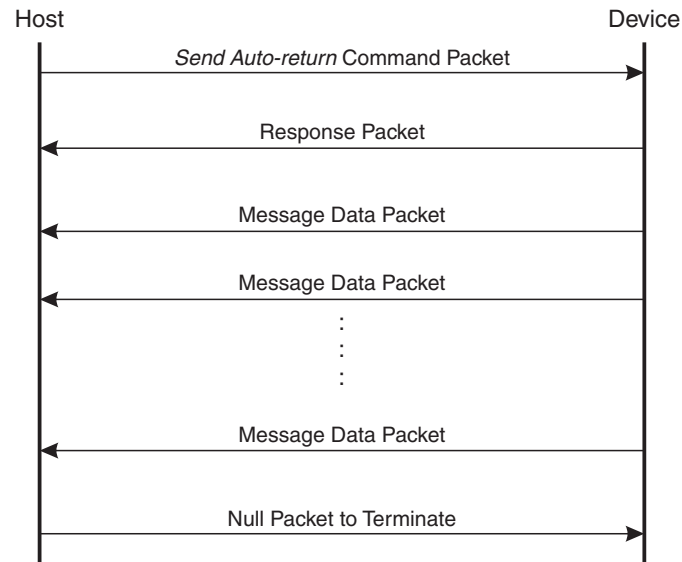 Host Device
Send Auto-return Command Packet
Response Packet
Message Data Packet
Message Data Packet
:
:
:
Message Data Packet
Null Packet to Terminate